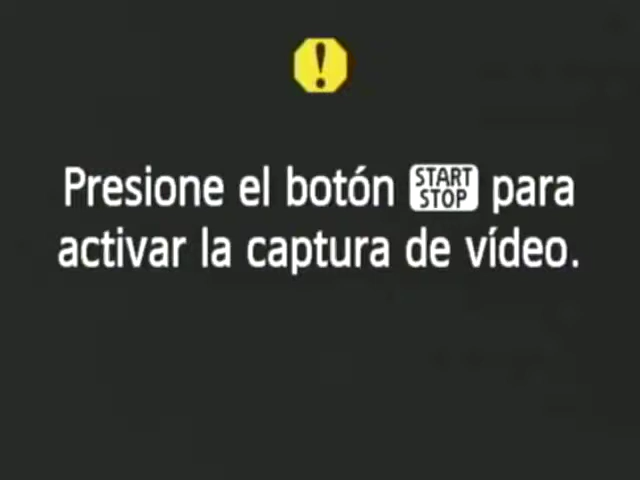 Presione el botón START STOP para
activar la captura de vídeo.